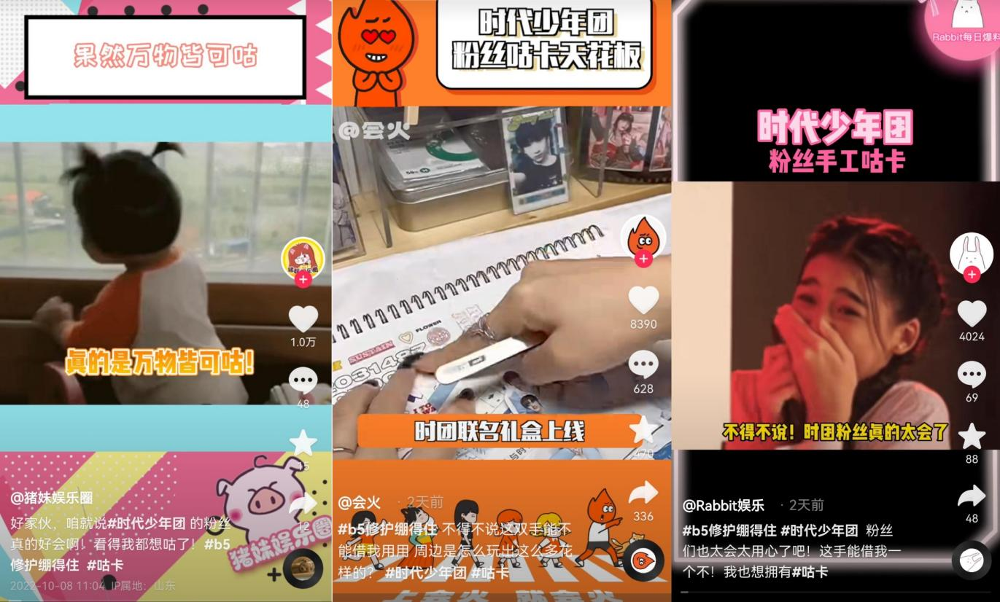 果然万物皆可咕
真的是万物皆可咕！
1.0万
48
15
12
@猪妹娱乐圈
好家伙，咱就说#时代少年团 的粉丝
真的好会啊！看得我都想咕了！#b5
修护绷得住 #咕卡
2022-10-08 11:04 IP属地：山东
猪妹娱乐圈
时代少年团
粉丝咕卡天花板
@会火
FLOWER
SUSTAIN
时团联名礼盒上线
8390
628
470
336
@会火 · 2天前
#b5修护绷得住 不得不说这双手能不
能借我用用 周边是怎么玩出这么多花
样的？ #时代少年团 #咕卡
Rabbit每日爆料
时代少年团
粉丝手工咕卡
不得不说！时团粉丝真的太会了
4024
69
88
48
@Rabbit娱乐 · 2天前
#b5修护绷得住 #时代少年团 粉丝
们也太会太用心了吧！这手能借我一
个不！我也想拥有#咕卡